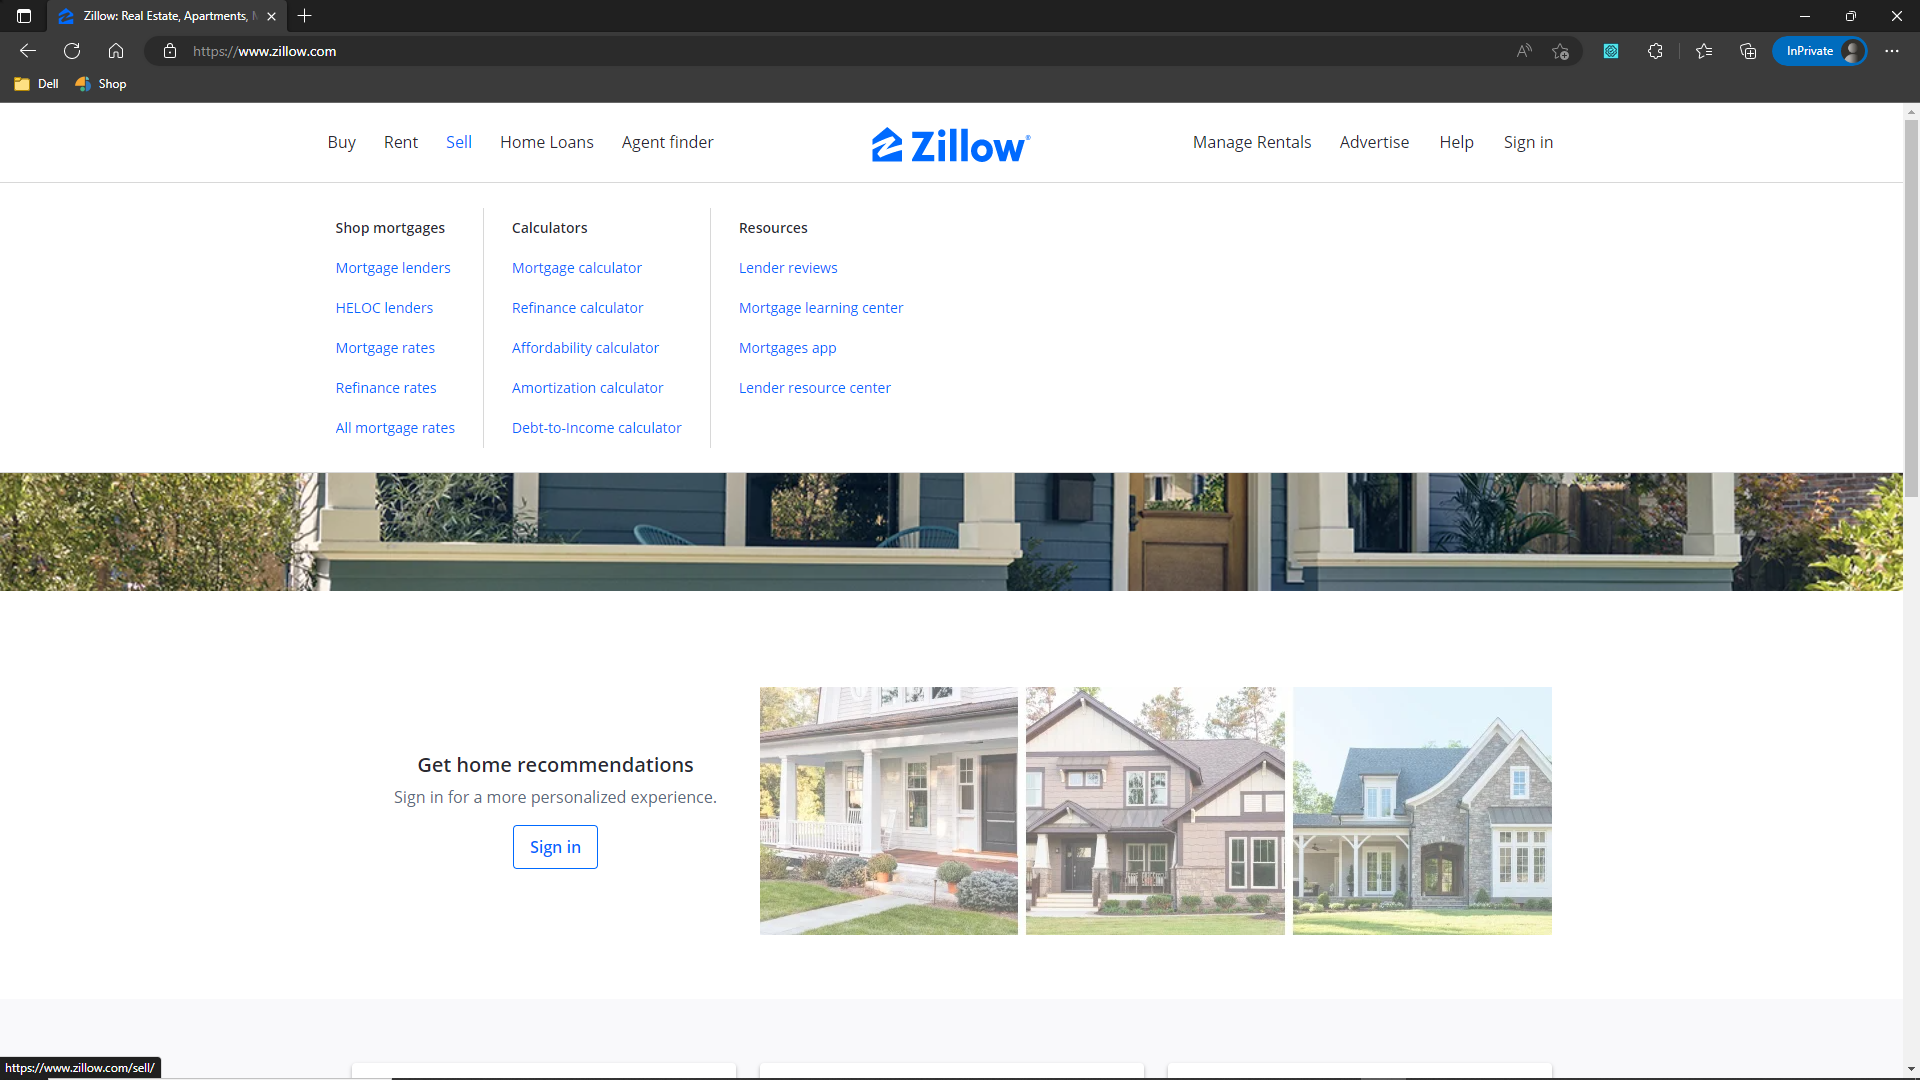 Zillow: Real Estate, Apartments,
https://www.zillow.com
InPrivate
Dell
Shop
Buy
Rent
Sell
Home Loans
Agent finder
Zillow
Manage Rentals
Advertise
Help
Sign in
Shop mortgages
Mortgage lenders
HELOC lenders
Mortgage rates
Refinance rates
All mortgage rates
Calculators
Mortgage calculator
Refinance calculator
Affordability calculator
Amortization calculator
Debt-to-Income calculator
Resources
Lender reviews
Mortgage learning center
Mortgages app
Lender resource center
Get home recommendations
Sign in for a more personalized experience.
Sign in
https://www.zillow.com/sell/